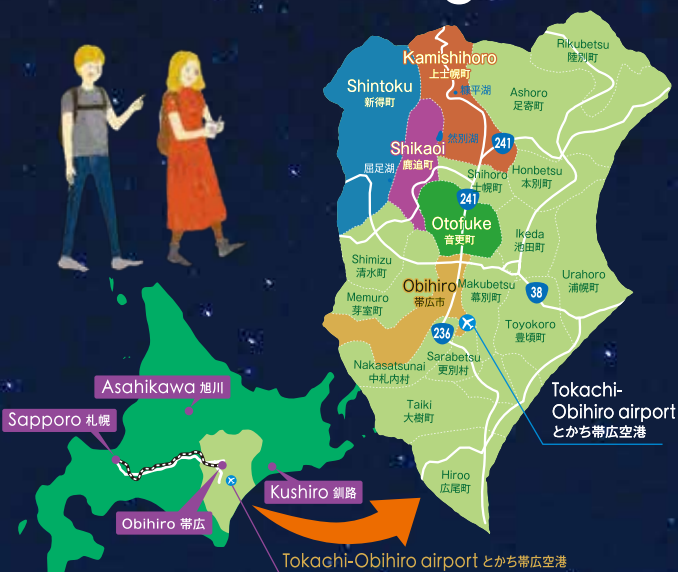 Rikubetsu
陸別町
Kamishihoro
上士幌町
Shintoku
新得町
糠平湖
Ashoro
足寄町
Shikaoi
鹿追町
然別湖
241
屈足湖
Shihoro
士幌町
Honbetsu
本別町
241
Otofuke
音更町
Ikeda
池田町
Shimizu
清水町
Obihiro
帯広市
Makubetsu
幕別町
Urahoro
浦幌町
38
Memuro
芽室町
Toyokoro
豊頃町
236
Sarabetsu
更別村
Nakasatsunai
中札内村
Taiki
大樹町
Tokachi-
Obihiro airport
とかち帯広空港
Hiroo
広尾町
Asahikawa 旭川
Sapporo 札幌
Kushiro 釧路
Obihiro 帯広
Tokachi-Obihiro airport とかち帯広空港